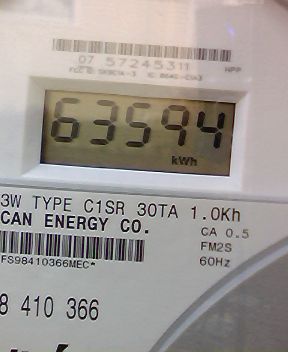 07 57245311 HPP
63594
kWh
3W TYPE C1SR 30TA 1.0Kh
CAN ENERGY CO.
CA 0.5
FM2S
FS98410366MEC*
60Hz
8 410 366